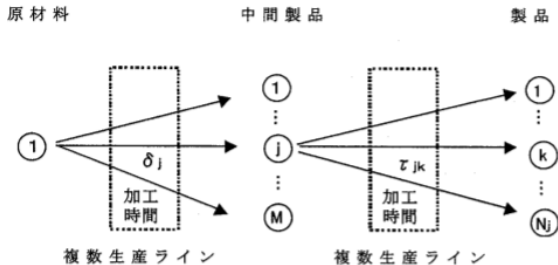 原材料 中間製品 製品
1 1
⋮ ⋮
1 j k
δj τjk
⋮ ⋮
加工 加工
時間 時間
M Nj
複数生産ライン 複数生産ライン